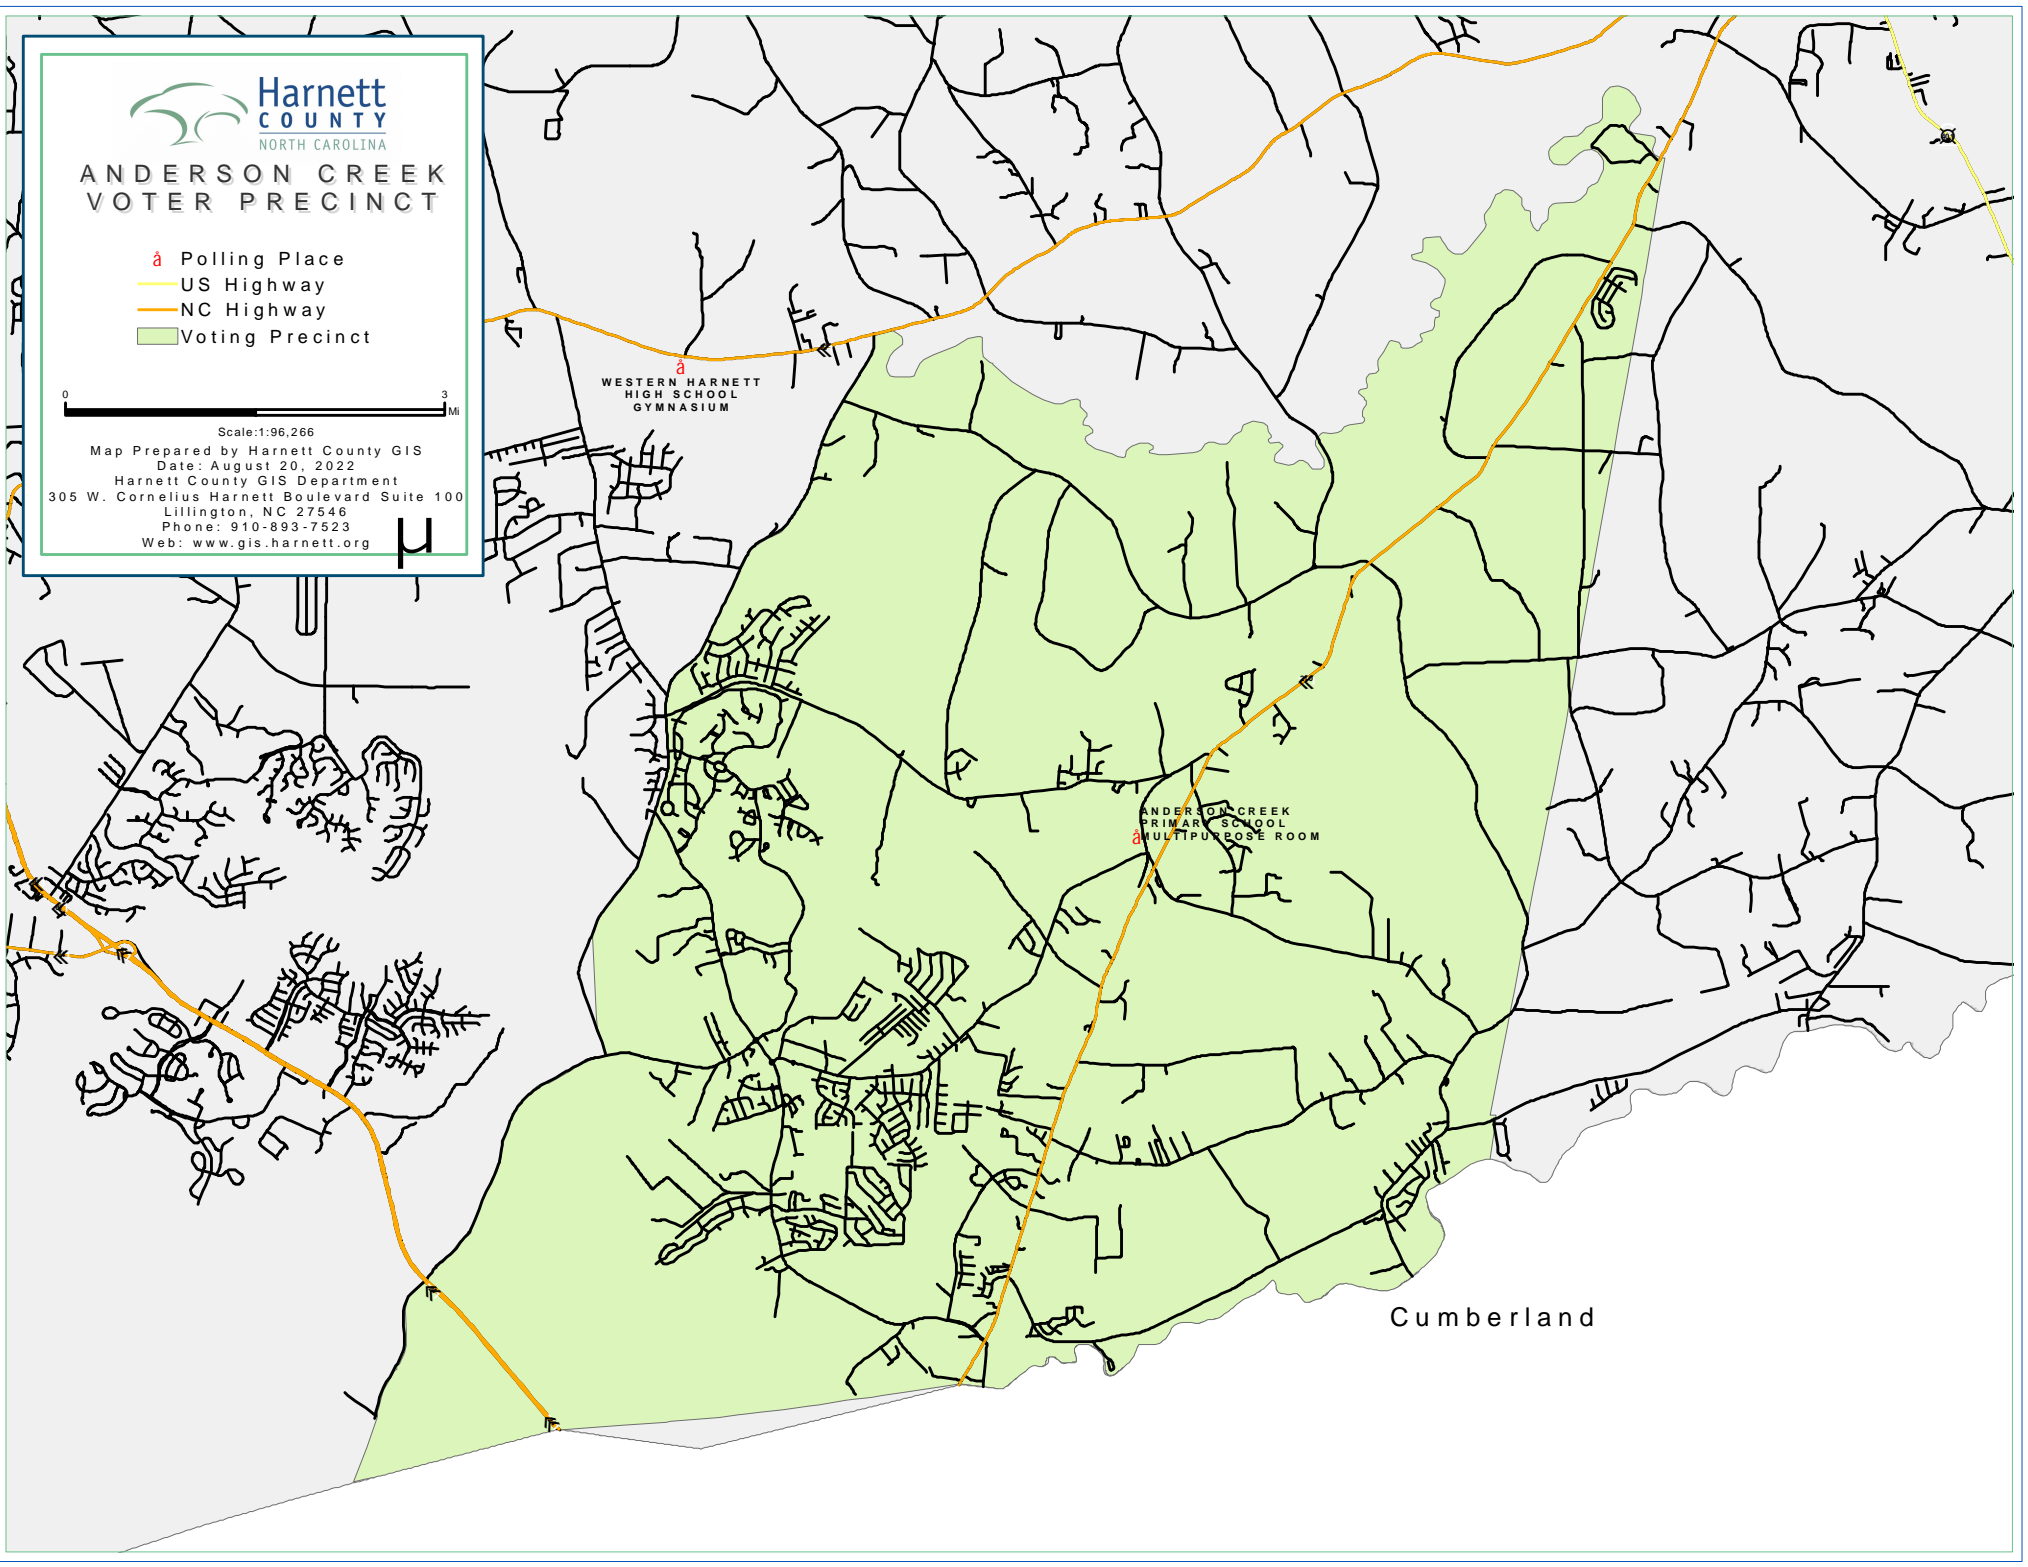 Harnett
COUNTY
NORTH CAROLINA
ANDERSON CREEK
VOTER PRECINCT
å Polling Place
US Highway
NC Highway
Voting Precinct
0 3
Mi
Scale:1:96,266
Map Prepared by Harnett County GIS
Date: August 20, 2022
Harnett County GIS Department
305 W. Cornelius Harnett Boulevard Suite 100
Lillington, NC 27546
Phone: 910-893-7523
Web: www.gis.harnett.org
µ
å
WESTERN HARNETT
HIGH SCHOOL
GYMNASIUM
ANDERSON CREEK
PRIMARY SCHOOL
å MULTIPURPOSE ROOM
Cumberland